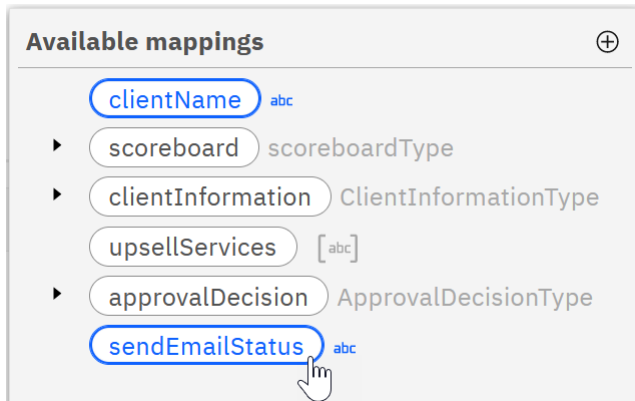 Available mappings
clientName abc
scoreboard scoreboardType
clientInformation ClientInformationType
upsellServices [abc]
approvalDecision ApprovalDecisionType
sendEmailStatus abc